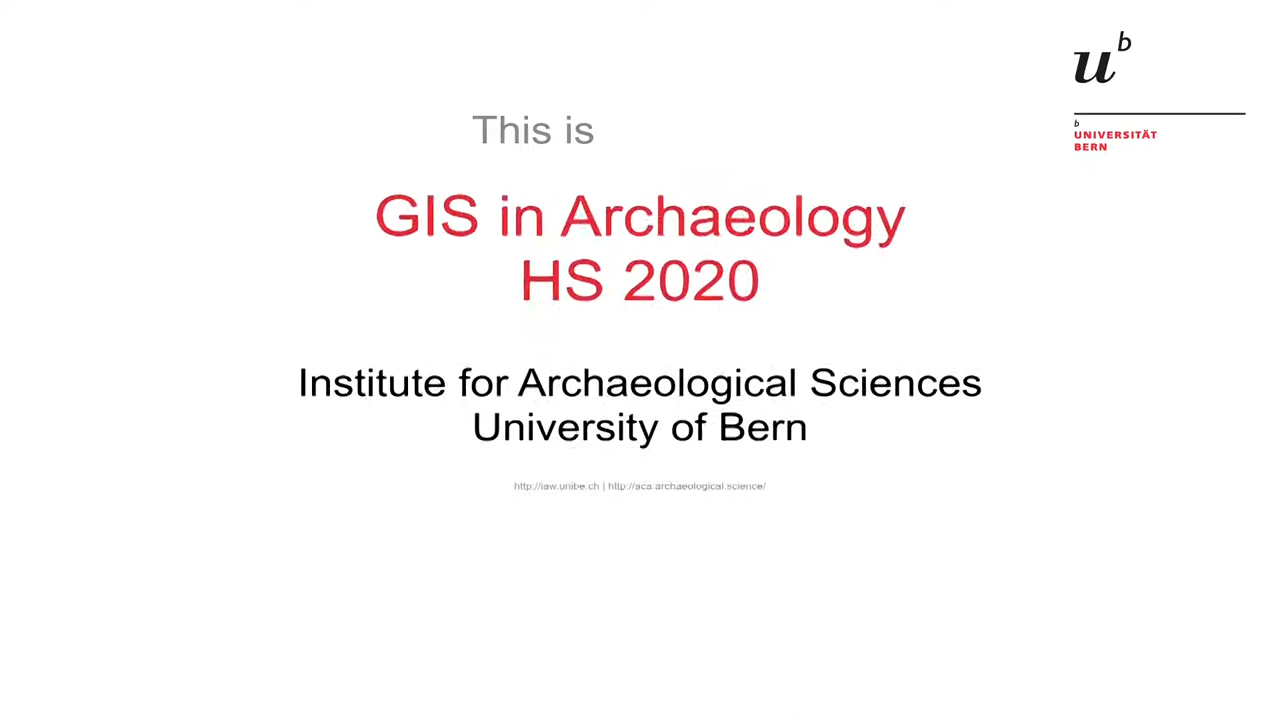 u b
b
UNIVERSITÄT
BERN
This is
GIS in Archaeology
HS 2020
Institute for Archaeological Sciences
University of Bern
http://iaw.unibe.ch | http://aca.archaeological.science/